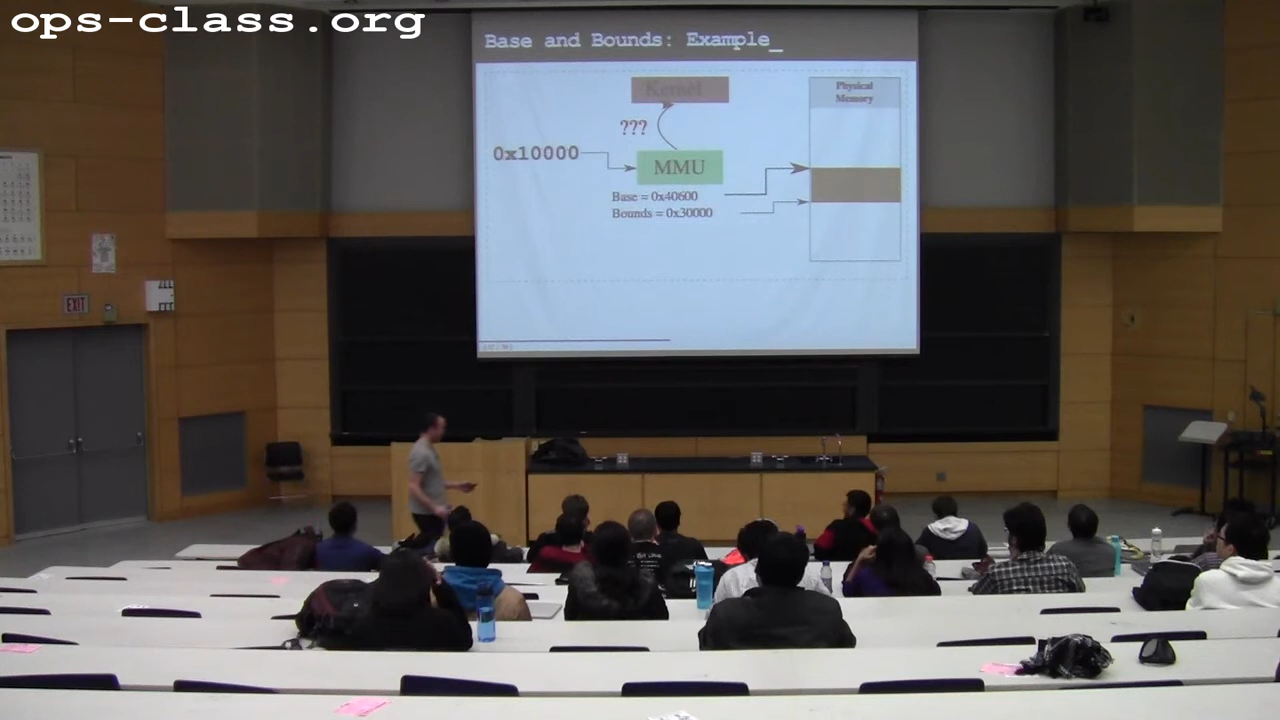 ops-class.org
Base and Bounds: Example_
Kernel
Physical
Memory
???
0x10000
MMU
Base = 0x40600
Bounds = 0x30000
EXIT